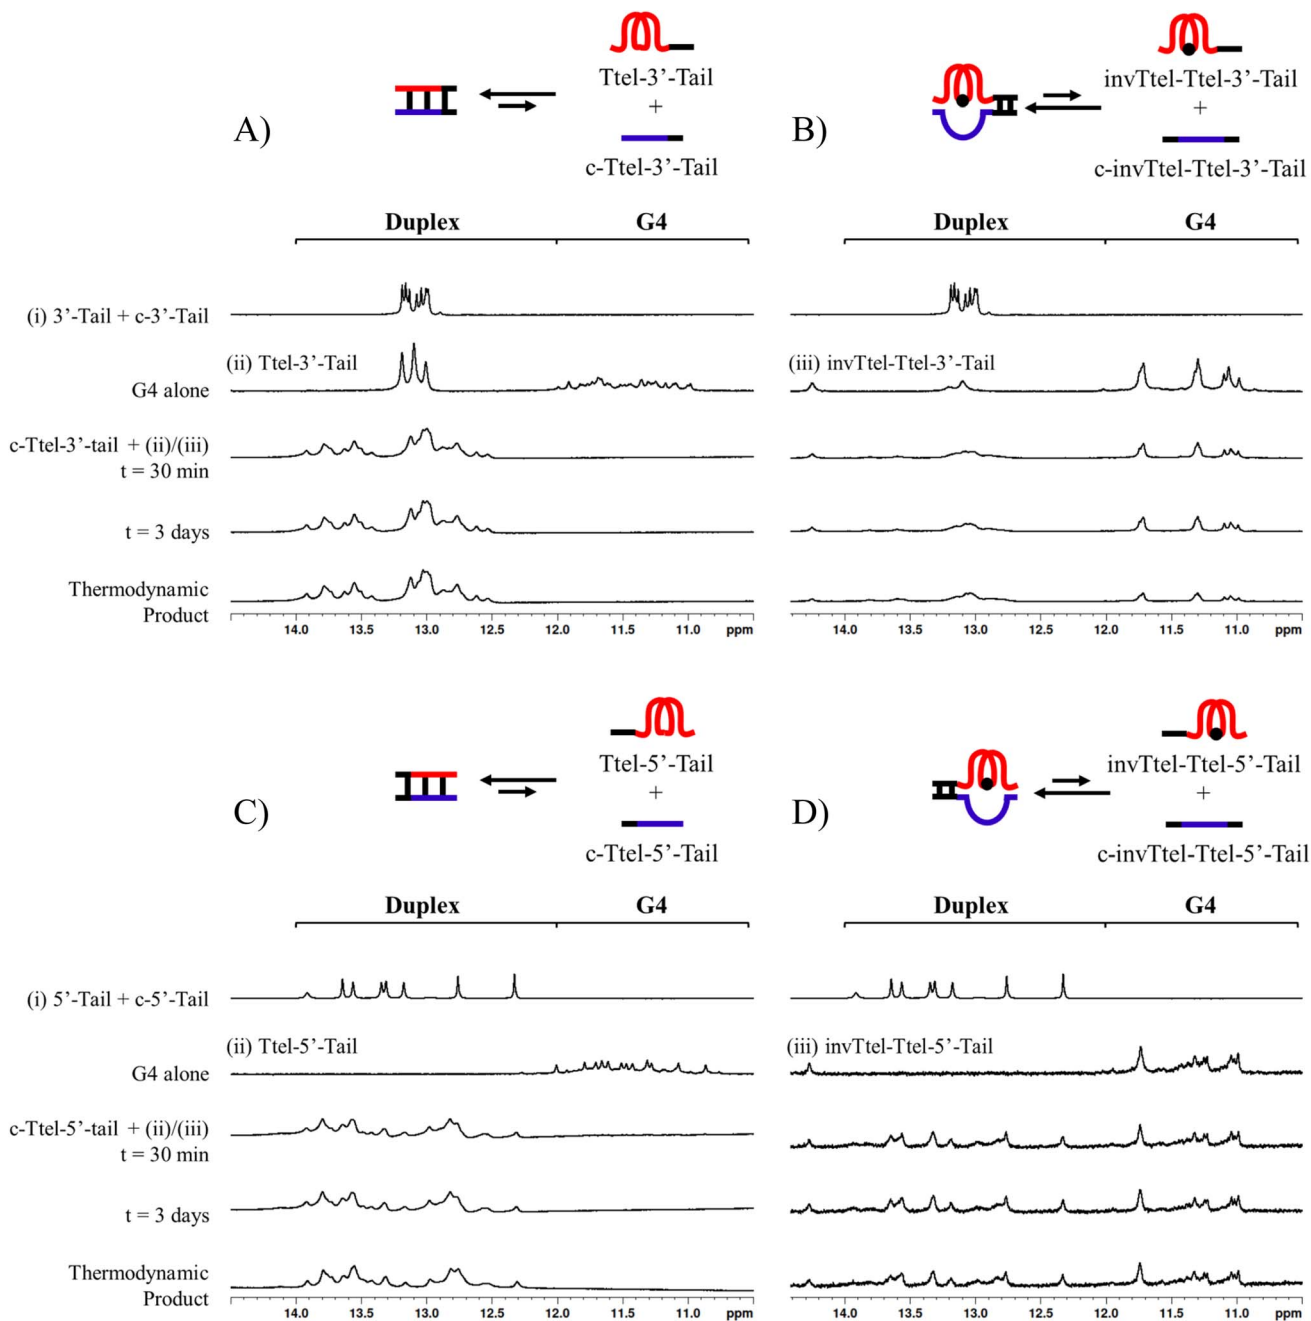 A)
Ttel-3’-Tail
+
c-Ttel-3’-Tail
Duplex G4
(i) 3’-Tail + c-3’-Tail
(ii) Ttel-3’-Tail
G4 alone
c-Ttel-3’-tail + (ii)/(iii)
t = 30 min
t = 3 days
Thermodynamic
Product
14.0 13.5 13.0 12.5 12.0 11.5 11.0 ppm
B)
invTtel-Ttel-3’-Tail
+
c-invTtel-Ttel-3’-Tail
Duplex G4
(iii) invTtel-Ttel-3’-Tail
14.0 13.5 13.0 12.5 12.0 11.5 11.0 ppm
C)
Ttel-5’-Tail
+
c-Ttel-5’-Tail
Duplex G4
(i) 5’-Tail + c-5’-Tail
(ii) Ttel-5’-Tail
G4 alone
c-Ttel-5’-tail + (ii)/(iii)
t = 30 min
t = 3 days
Thermodynamic
Product
14.0 13.5 13.0 12.5 12.0 11.5 11.0 ppm
D)
invTtel-Ttel-5’-Tail
+
c-invTtel-Ttel-5’-Tail
Duplex G4
(iii) invTtel-Ttel-5’-Tail
14.0 13.5 13.0 12.5 12.0 11.5 11.0 ppm